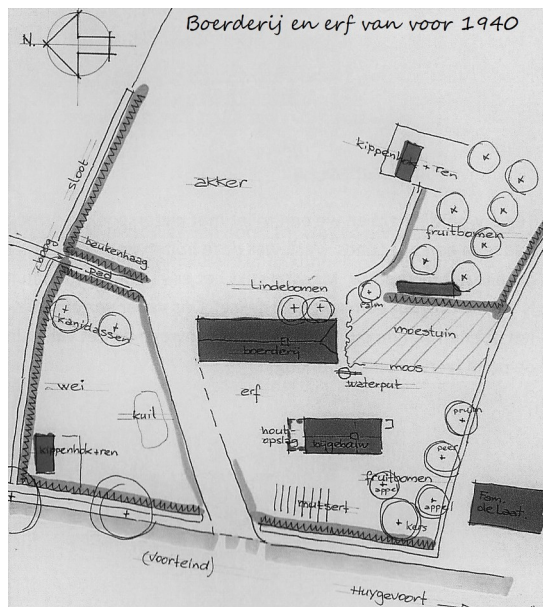 Boerderij en erf van voor 1940
N.
kippenhok + ren
sloot
akker
fruitbomen
beukenhaag
pad
Lindebomen
palm
kanidassen
moestuin
boerderij
moos
waterput
wei
erf
kuil
pruim
hout-
opslag
bijgebouw
peer
kippenhok+ren
fruitbomen
appel
appel
mutsert
kers
Fam.
de Laat.
(voorteind)
Huygevoort